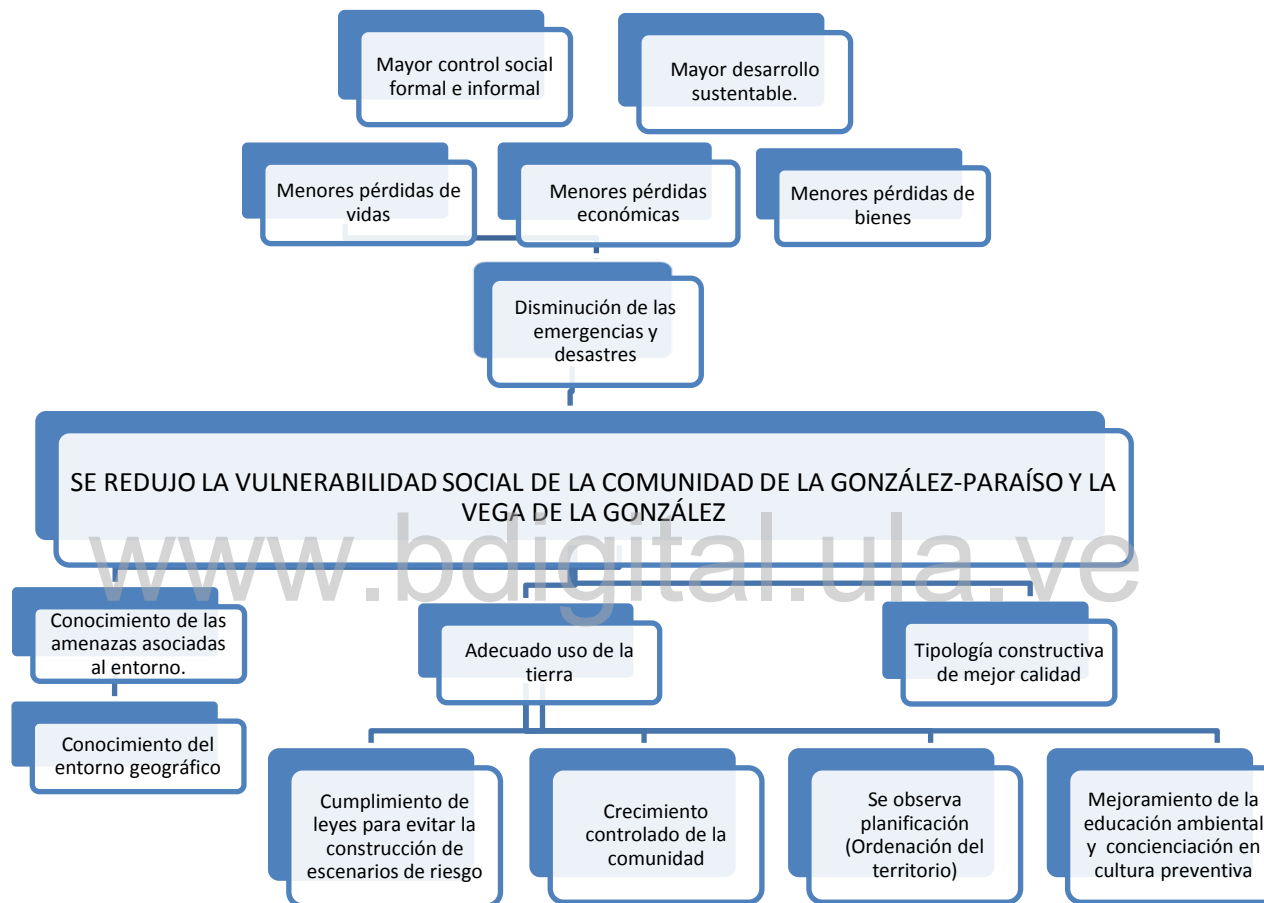 Mayor control social
formal e informal
Mayor desarrollo
sustentable.
Menores pérdidas de
vidas
Menores pérdidas
económicas
Menores pérdidas de
bienes
Disminución de las
emergencias y
desastres
SE REDUJO LA VULNERABILIDAD SOCIAL DE LA COMUNIDAD DE LA GONZÁLEZ-PARAÍSO Y LA
VEGA DE LA GONZÁLEZ
www.bdigital.ula.ve
Conocimiento de las
amenazas asociadas
al entorno.
Adecuado uso de la
tierra
Tipología constructiva
de mejor calidad
Conocimiento del
entorno geográfico
Cumplimiento de
leyes para evitar la
construcción de
escenarios de riesgo
Crecimiento
controlado de la
comunidad
Se observa
planificación
(Ordenación del
territorio)
Mejoramiento de la
educación ambiental
y concienciación en
cultura preventiva